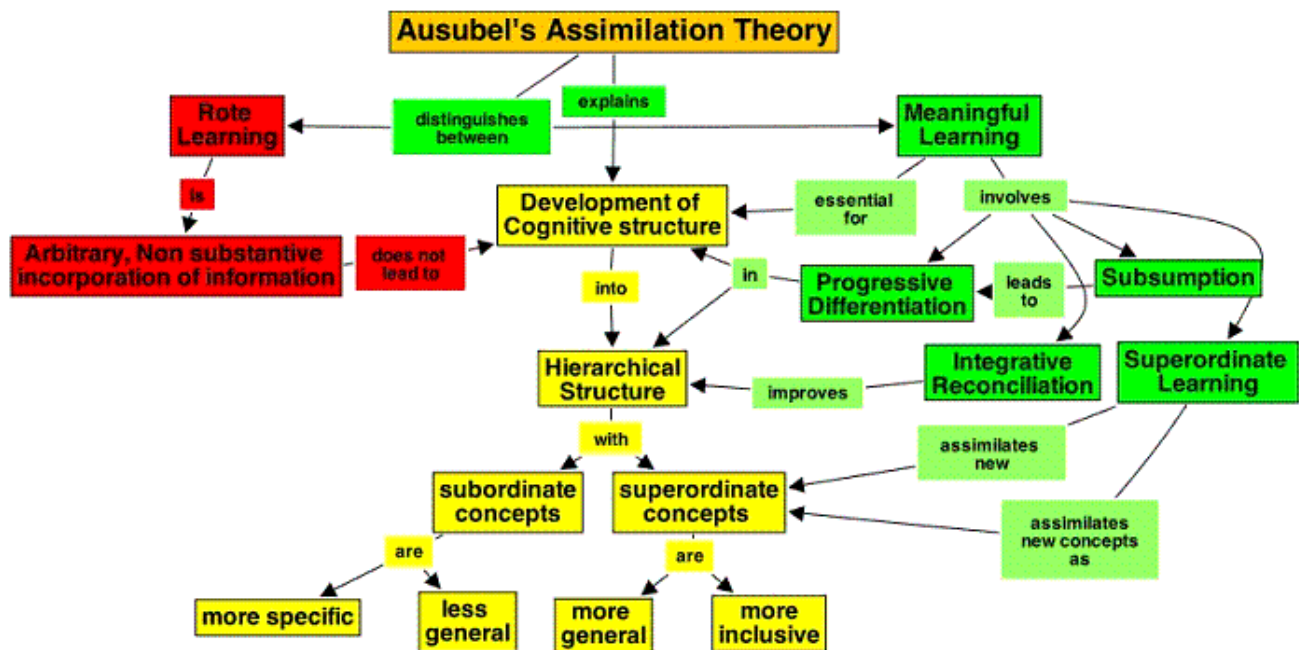 Ausubel's Assimilation Theory
explains
Rote
Learning
distinguishes
between
Meaningful
Learning
is
Development of
Cognitive structure
essential
for
involves
Arbitrary, Non substantive
incorporation of information
does not
lead to
into
in
Progressive
Differentiation
leads
to
Subsumption
Hierarchical
Structure
improves
Integrative
Reconciliation
Superordinate
Learning
with
assimilates
new
subordinate
concepts
superordinate
concepts
assimilates
new concepts
as
are
are
more specific
less
general
more
general
more
inclusive